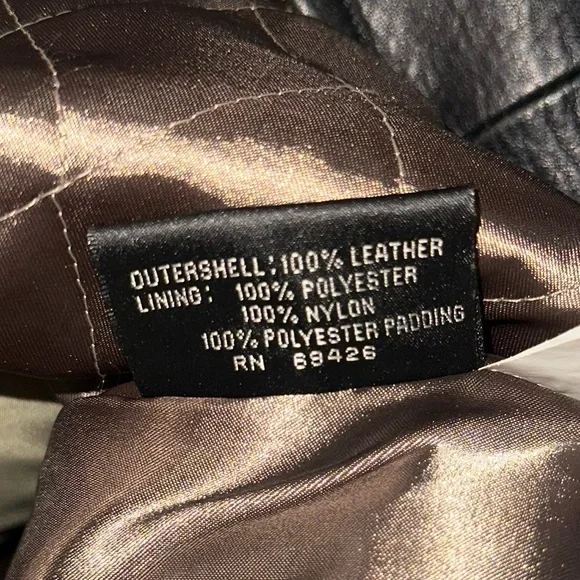 OUTERSHELL: 100% LEATHER
LINING: 100% POLYESTER
100% NYLON
100% POLYESTER PADDING
RN 69426